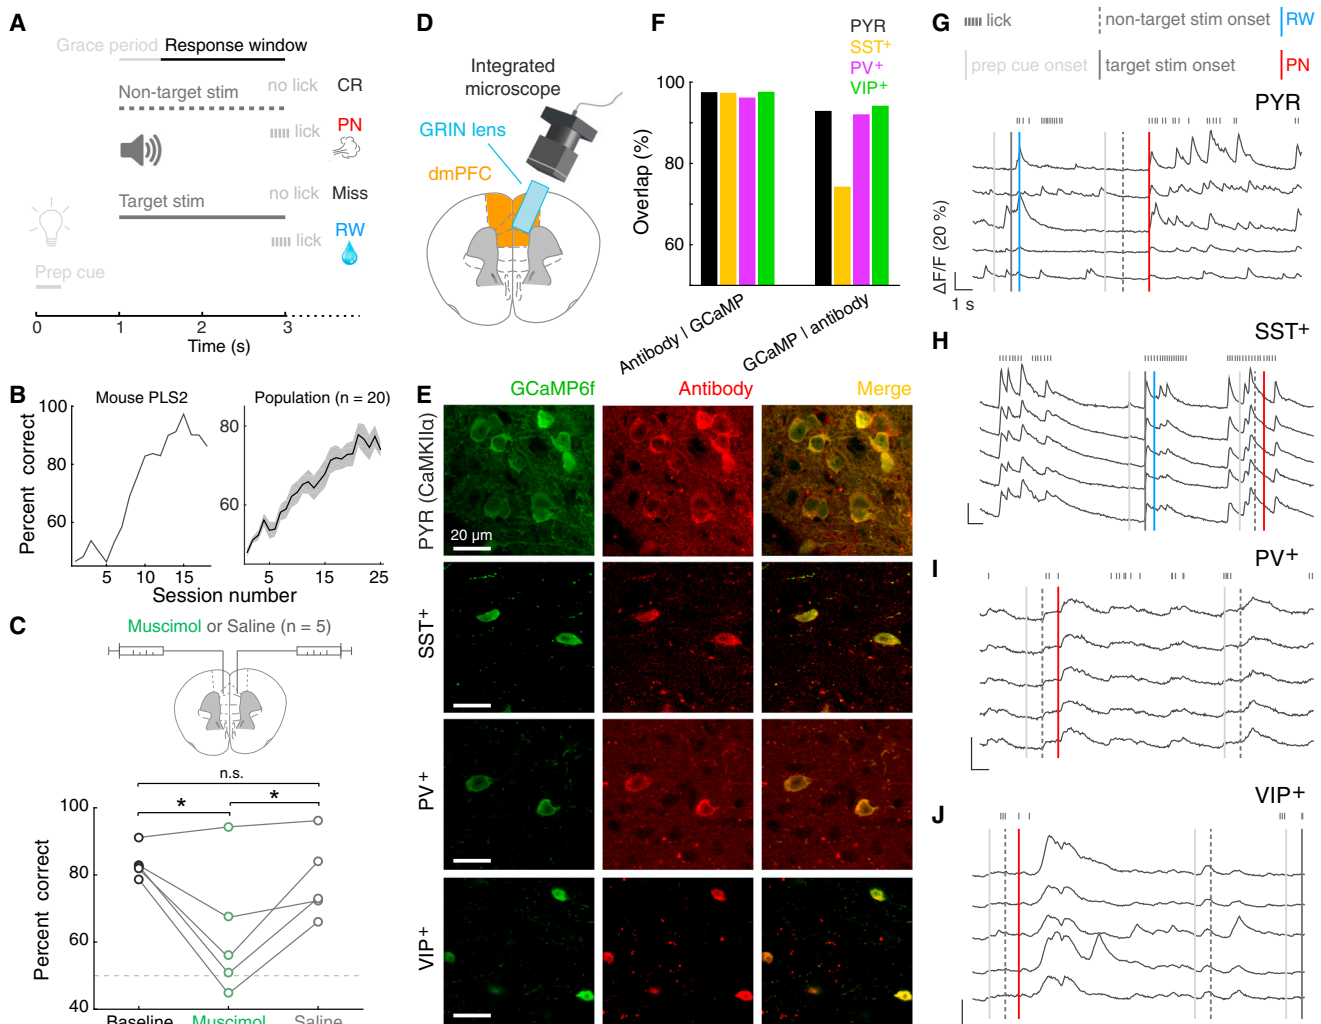 A
Grace period Response window
Non-target stim
no lick CR
lick PN
Target stim
no lick Miss
lick RW
Prep cue
0 1 2 3
Time (s)
B
Mouse PLS2
Population (n = 20)
Percent correct
100
80
60
5 10 15
80
60
5 15 25
Session number
C
Muscimol or Saline (n = 5)
n.s.
* *
Percent correct
100
80
60
40
Baseline Muscimol Saline
D
Integrated
microscope
GRIN lens
dmPFC
E
GCaMP6f Antibody Merge
PYR (CaMKIIα)
20 µm
SST+
PV+
VIP+
F
PYR
SST+
PV+
VIP+
Overlap (%)
100
80
60
Antibody | GCaMP
GCaMP | antibody
G
lick
non-target stim onset
RW
prep cue onset
target stim onset
PN
PYR
ΔF/F (20 %)
1 s
H
SST+
I
PV+
J
VIP+